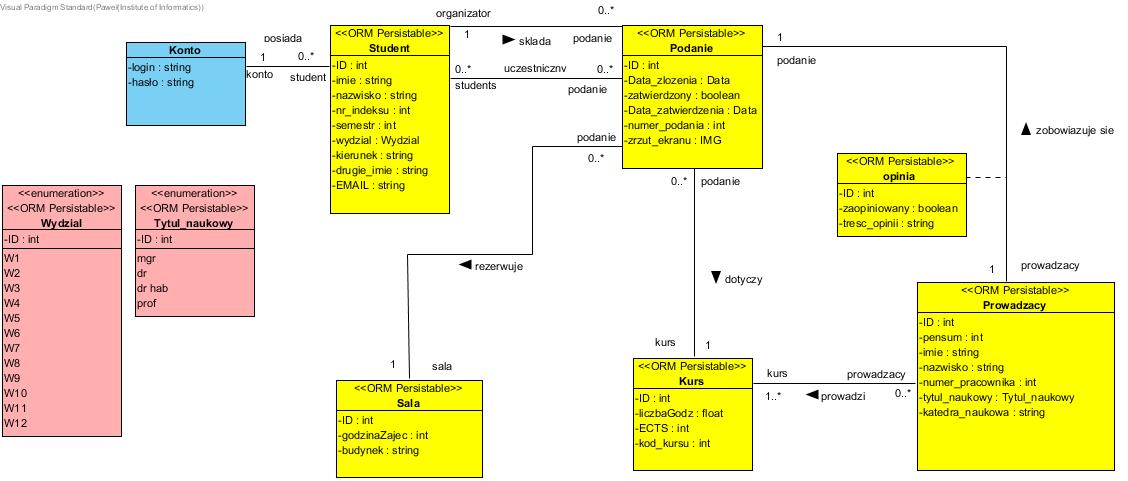 Visual Paradigm Standard(Paweł(Institute of Informatics))
organizator
0..*
1
sklada
podanie
posiada
1
0..*
konto
student
0..*
uczestniczny
0..*
students
podanie
Konto
-login : string
-hasło : string
<<ORM Persistable>>
Student
-ID : int
-imie : string
-nazwisko : string
-nr_indeksu : int
-semestr : int
-wydzial : Wydzial
-kierunek : string
-drugie_imie : string
-EMAIL : string
<<ORM Persistable>>
Podanie
-ID : int
-Data_zlozenia : Data
-zatwierdzony : boolean
-Data_zatwierdzenia : Data
-numer_podania : int
-zrzut_ekranu : IMG
1
podanie
zobowiazuje sie
podanie
0..*
0..*
podanie
<<ORM Persistable>>
opinia
-ID : int
-zaopiniowany : boolean
-tresc_opinii : string
<<enumeration>>
<<ORM Persistable>>
Wydzial
-ID : int
W1
W2
W3
W4
W5
W6
W7
W8
W9
W10
W11
W12
<<enumeration>>
<<ORM Persistable>>
Tytul_naukowy
-ID : int
mgr
dr
dr hab
prof
rezerwuje
dotyczy
1
prowadzacy
1
sala
kurs
1
<<ORM Persistable>>
Sala
-ID : int
-godzinaZajec : int
-budynek : string
<<ORM Persistable>>
Kurs
-ID : int
-liczbaGodz : float
-ECTS : int
-kod_kursu : int
kurs
prowadzacy
1..*
prowadzi
0..*
<<ORM Persistable>>
Prowadzacy
-ID : int
-pensum : int
-imie : string
-nazwisko : string
-numer_pracownika : int
-tytul_naukowy : Tytul_naukowy
-katedra_naukowa : string